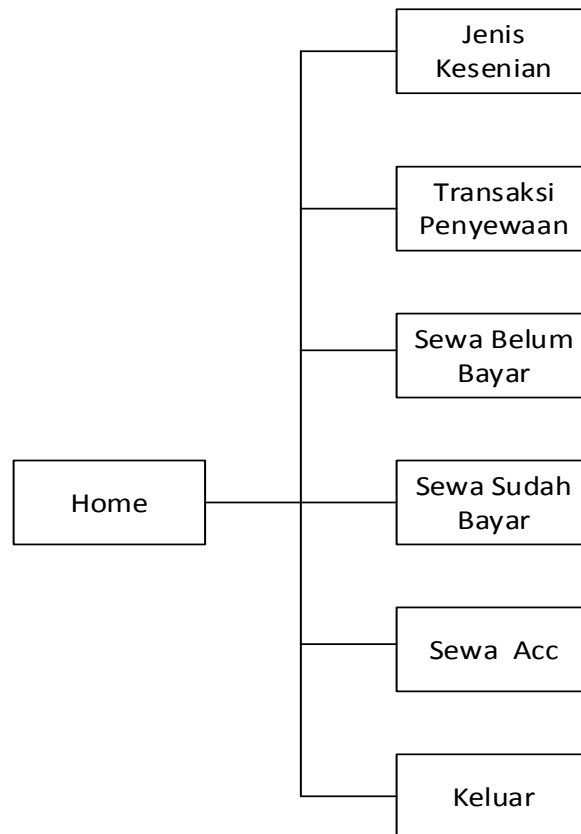 Jenis
Kesenian
Transaksi
Penyewaan
Sewa Belum
Bayar
Home
Sewa Sudah
Bayar
Sewa Acc
Keluar